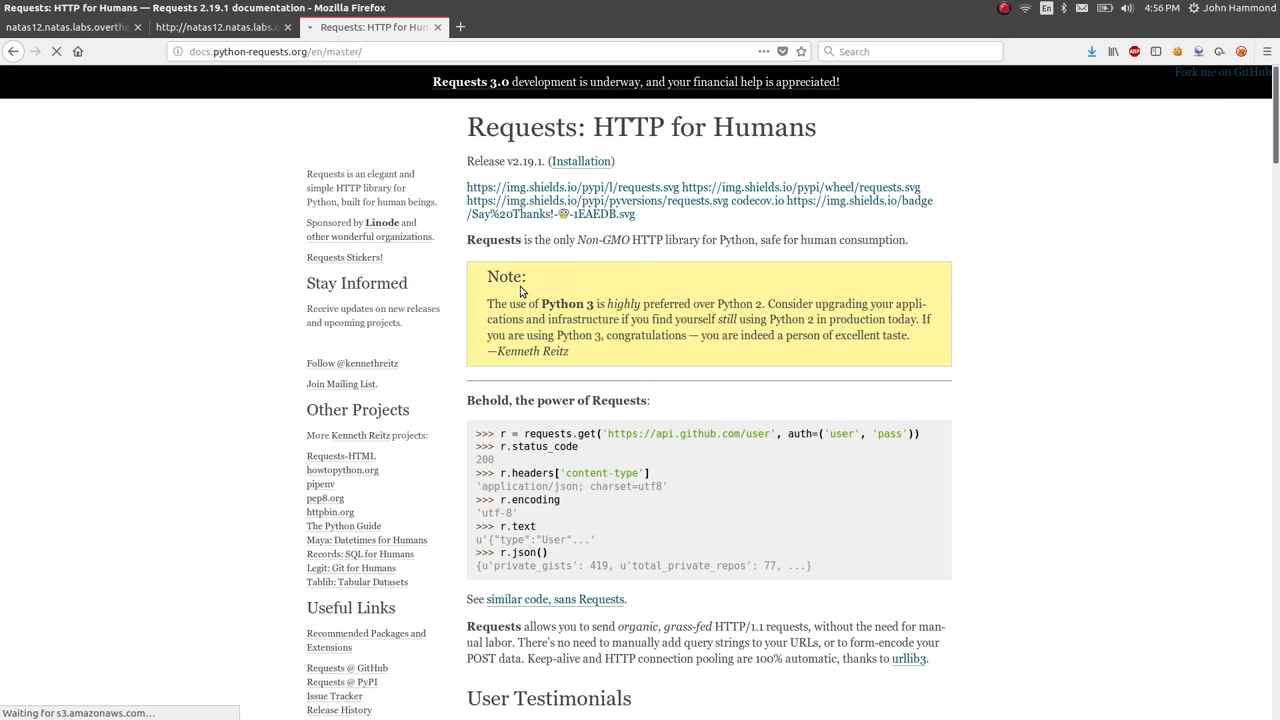 Requests: HTTP for Humans — Requests 2.19.1 documentation - Mozilla Firefox
En
4:56 PM
John Hammond
natas12.natas.labs.overthe
http://natas12.natas.labs.o
Requests: HTTP for Hum
docs.python-requests.org/en/master/
Search
ABP
Requests 3.0 development is underway, and your financial help is appreciated!
Fork me on GitHub
Requests: HTTP for Humans
Release v2.19.1. (Installation)
https://img.shields.io/pypi/l/requests.svg https://img.shields.io/pypi/wheel/requests.svg
https://img.shields.io/pypi/pyversions/requests.svg codecov.io https://img.shields.io/badge
/Say%20Thanks!-😨-1EAEDB.svg
Requests is the only Non-GMO HTTP library for Python, safe for human consumption.
Note:
The use of Python 3 is highly preferred over Python 2. Consider upgrading your appli-
cations and infrastructure if you find yourself still using Python 2 in production today. If
you are using Python 3, congratulations — you are indeed a person of excellent taste.
—Kenneth Reitz
Behold, the power of Requests:
>>> r = requests.get('https://api.github.com/user', auth=('user', 'pass'))
>>> r.status_code
200
>>> r.headers['content-type']
'application/json; charset=utf8'
>>> r.encoding
'utf-8'
>>> r.text
u'{"type":"User"...'
>>> r.json()
{u'private_gists': 419, u'total_private_repos': 77, ...}
See similar code, sans Requests.
Requests allows you to send organic, grass-fed HTTP/1.1 requests, without the need for man-
ual labor. There's no need to manually add query strings to your URLs, or to form-encode your
POST data. Keep-alive and HTTP connection pooling are 100% automatic, thanks to urllib3.
User Testimonials
Requests is an elegant and
simple HTTP library for
Python, built for human beings.
Sponsored by Linode and
other wonderful organizations.
Requests Stickers!
Stay Informed
Receive updates on new releases
and upcoming projects.
Follow @kennethreitz
Join Mailing List.
Other Projects
More Kenneth Reitz projects:
Requests-HTML
howtopython.org
pipenv
pep8.org
httpbin.org
The Python Guide
Maya: Datetimes for Humans
Records: SQL for Humans
Legit: Git for Humans
Tablib: Tabular Datasets
Useful Links
Recommended Packages and
Extensions
Requests @ GitHub
Requests @ PyPI
Issue Tracker
Release History
Waiting for s3.amazonaws.com…